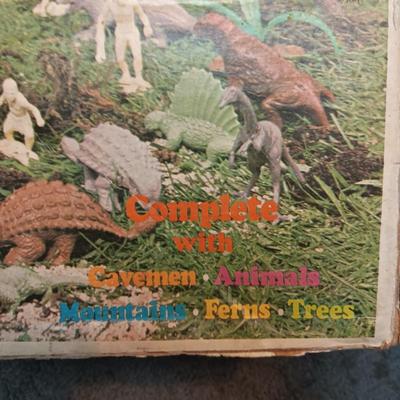 Complete
with
Cavemen · Animals
Mountains · Ferns · Trees